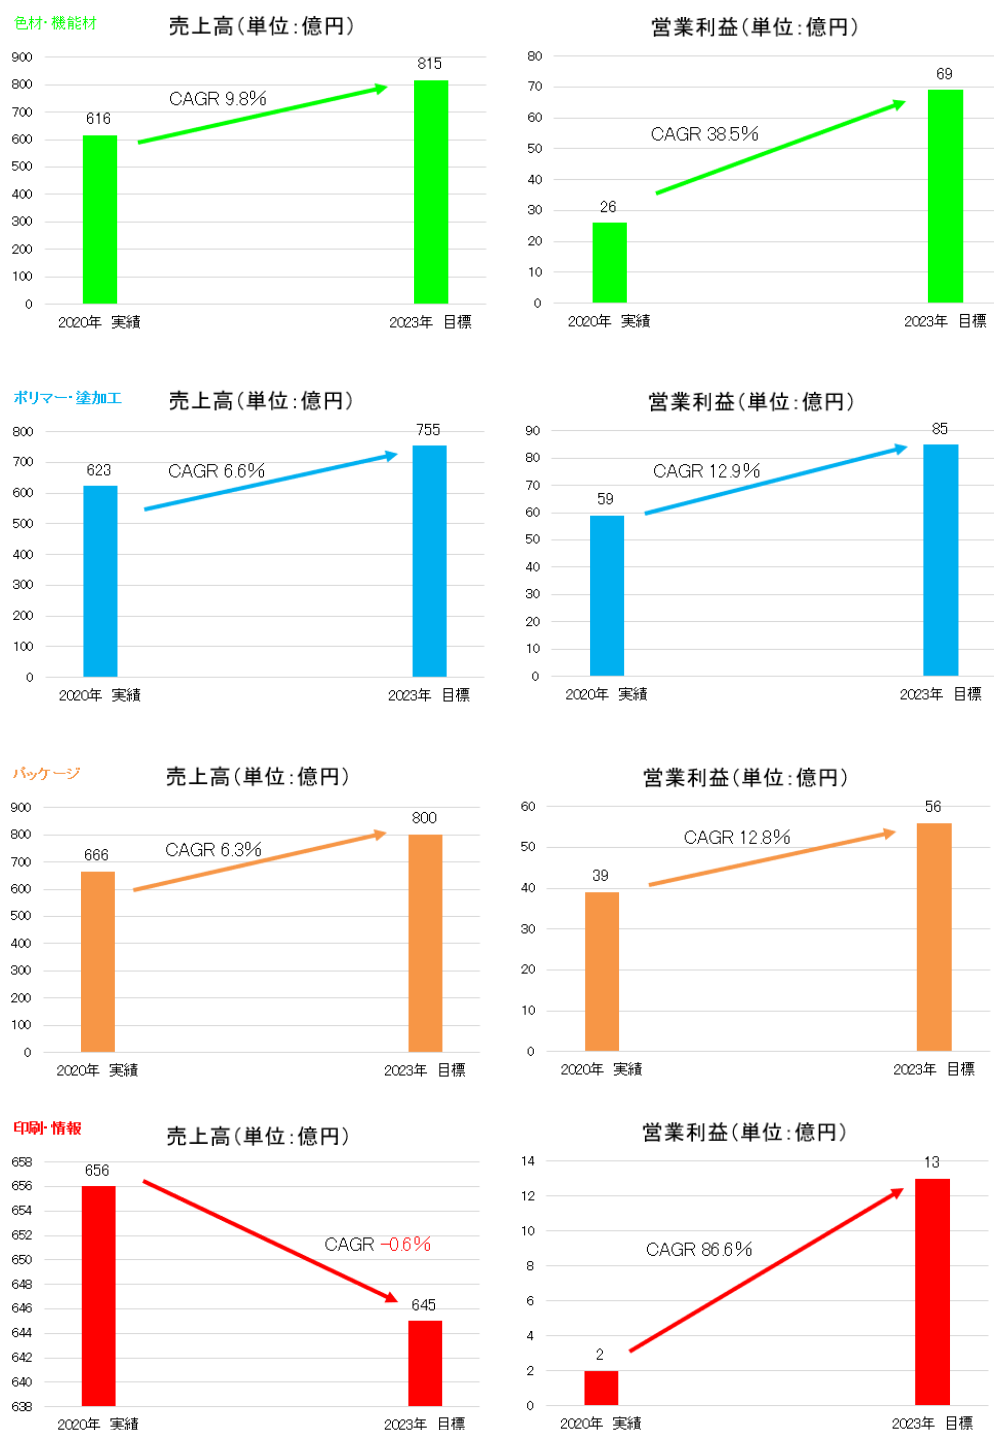 色材・機能材
売上高(単位:億円)
900
800
700
600
500
400
300
200
100
0
616
CAGR 9.8%
815
2020年 実績
2023年 目標
営業利益(単位:億円)
80
70
60
50
40
30
20
10
0
26
CAGR 38.5%
69
2020年 実績
2023年 目標
ポリマー・塗加工
売上高(単位:億円)
800
700
600
500
400
300
200
100
0
623
CAGR 6.6%
755
2020年 実績
2023年 目標
営業利益(単位:億円)
90
80
70
60
50
40
30
20
10
0
59
CAGR 12.9%
85
2020年 実績
2023年 目標
パッケージ
売上高(単位:億円)
900
800
700
600
500
400
300
200
100
0
666
CAGR 6.3%
800
2020年 実績
2023年 目標
営業利益(単位:億円)
60
50
40
30
20
10
0
39
CAGR 12.8%
56
2020年 実績
2023年 目標
印刷・情報
売上高(単位:億円)
658
656
654
652
650
648
646
644
642
640
638
656
CAGR -0.6%
645
2020年 実績
2023年 目標
営業利益(単位:億円)
14
12
10
8
6
4
2
0
2
CAGR 86.6%
13
2020年 実績
2023年 目標